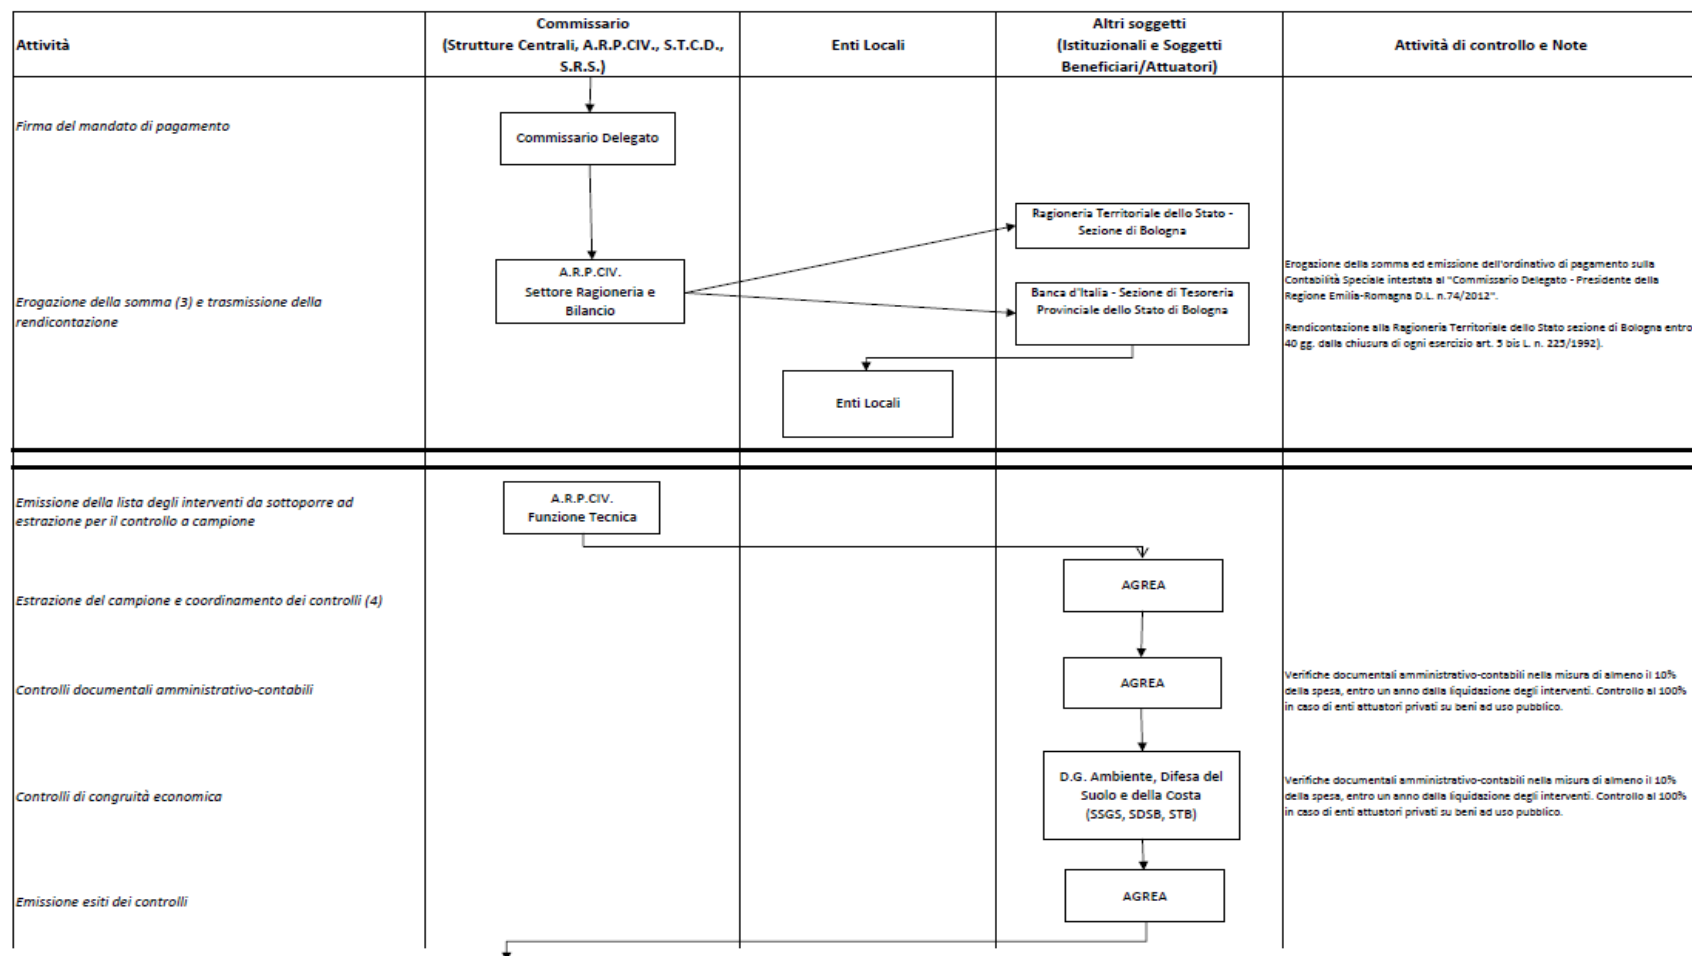 Attività
Commissario
(Strutture Centrali, A.R.P.CIV., S.T.C.D.,
S.R.S.)
Enti Locali
Altri soggetti
(Istituzionali e Soggetti
Beneficiari/Attuatori)
Attività di controllo e Note
Firma del mandato di pagamento
Commissario Delegato
Erogazione della somma (3) e trasmissione della
rendicontazione
A.R.P.CIV.
Settore Ragioneria e
Bilancio
Ragioneria Territoriale dello Stato -
Sezione di Bologna
Banca d'Italia - Sezione di Tesoreria
Provinciale dello Stato di Bologna
Enti Locali
Erogazione della somma ed emissione dell'ordinativo di pagamento sulla
Contabilità Speciale intestata al "Commissario Delegato - Presidente della
Regione Emilia-Romagna D.L. n.74/2012".
Rendicontazione alla Ragioneria Territoriale dello Stato sezione di Bologna entro
40 gg. dalla chiusura di ogni esercizio art. 5 bis L. n. 225/1992).
Emissione della lista degli interventi da sottoporre ad
estrazione per il controllo a campione
A.R.P.CIV.
Funzione Tecnica
Estrazione del campione e coordinamento dei controlli (4)
AGREA
Controlli documentali amministrativo-contabili
AGREA
Verifiche documentali amministrativo-contabili nella misura di almeno il 10%
della spesa, entro un anno dalla liquidazione degli interventi. Controllo al 100%
in caso di enti attuatori privati su beni ad uso pubblico.
Controlli di congruità economica
D.G. Ambiente, Difesa del
Suolo e della Costa
(SSGS, SDSB, STB)
Verifiche documentali amministrativo-contabili nella misura di almeno il 10%
della spesa, entro un anno dalla liquidazione degli interventi. Controllo al 100%
in caso di enti attuatori privati su beni ad uso pubblico.
Emissione esiti dei controlli
AGREA